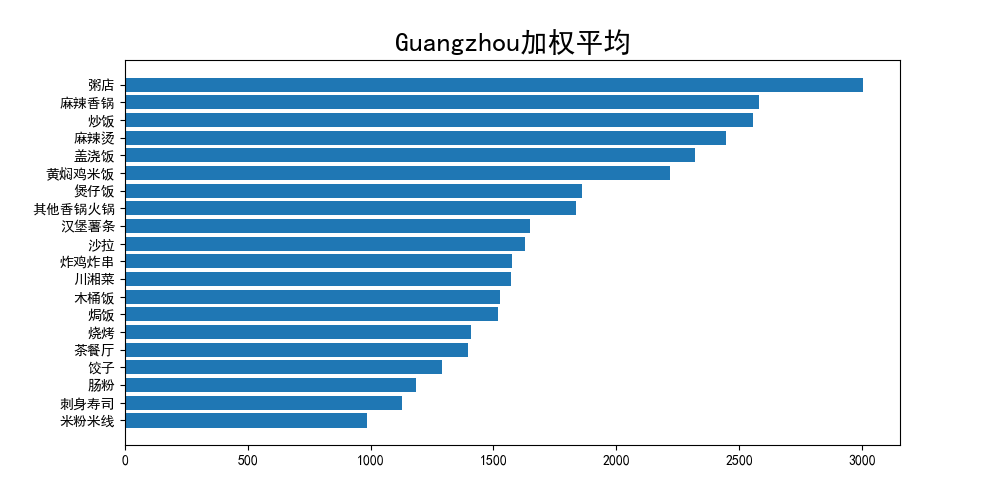 Guangzhou加权平均
粥店
麻辣香锅
炒饭
麻辣烫
盖浇饭
黄焖鸡米饭
煲仔饭
其他香锅火锅
汉堡薯条
沙拉
炸鸡炸串
川湘菜
木桶饭
焗饭
烧烤
茶餐厅
饺子
肠粉
刺身寿司
米粉米线
0 500 1000 1500 2000 2500 3000